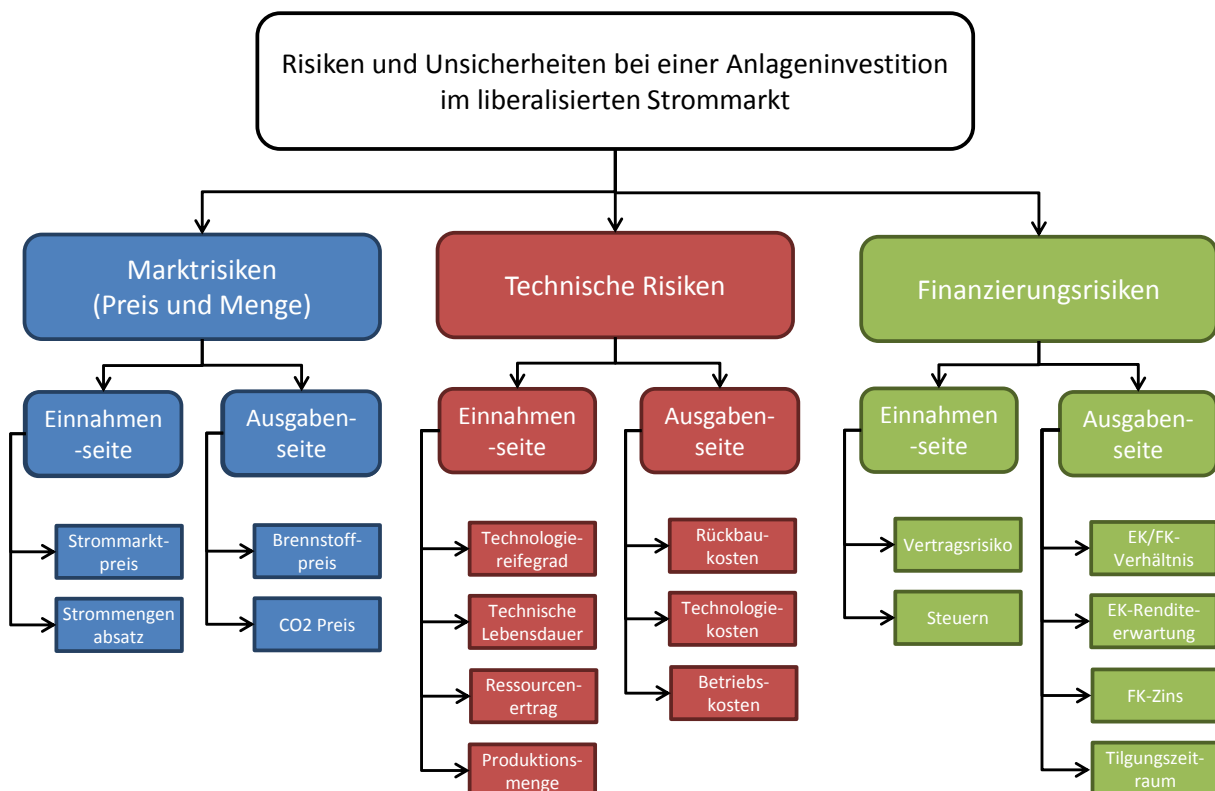 Risiken und Unsicherheiten bei einer Anlageninvestition
im liberalisierten Strommarkt
Marktrisiken
(Preis und Menge)
Technische Risiken
Finanzierungsrisiken
Einnahmen
-seite
Ausgaben-
seite
Einnahmen
-seite
Ausgaben-
seite
Einnahmen
-seite
Ausgaben-
seite
Strommarkt-
preis
Strommengen
absatz
Brennstoff-
preis
CO2 Preis
Technologie-
reifegrad
Technische
Lebensdauer
Ressourcen-
ertrag
Produktions-
menge
Rückbau-
kosten
Technologie-
kosten
Betriebs-
kosten
Vertragsrisiko
Steuern
EK/FK-
Verhältnis
EK-Rendite-
erwartung
FK-Zins
Tilgungszeit-
raum